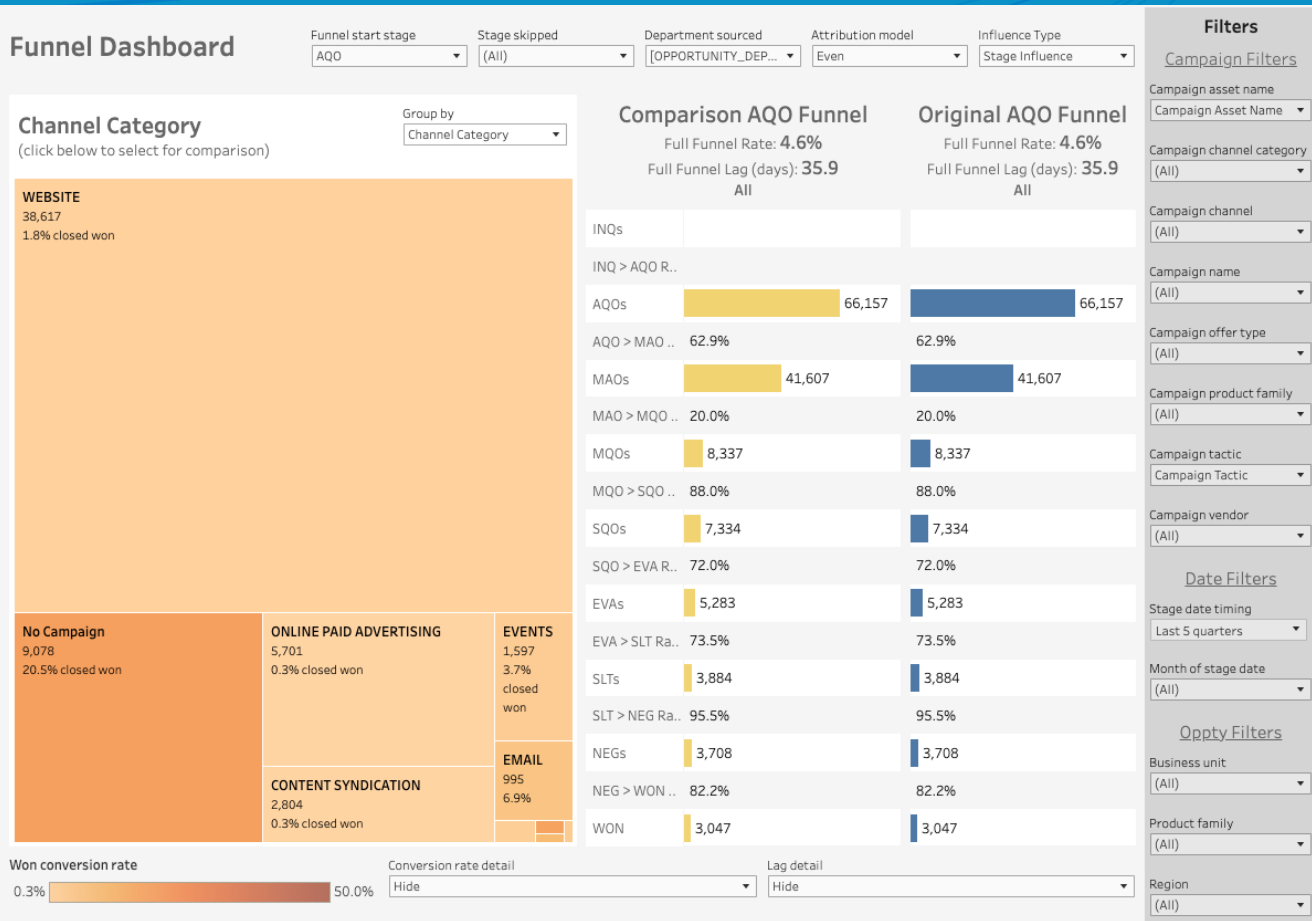 Funnel Dashboard
Funnel start stage
AQO
Stage skipped
(All)
Department sourced
[OPPORTUNITY_DEP...
Attribution model
Even
Influence Type
Stage Influence
Channel Category
(click below to select for comparison)
Group by
Channel Category
WEBSITE
38,617
1.8% closed won
No Campaign
9,078
20.5% closed won
ONLINE PAID ADVERTISING
5,701
0.3% closed won
CONTENT SYNDICATION
2,804
0.3% closed won
EVENTS
1,597
3.7%
closed
won
EMAIL
995
6.9%
Comparison AQO Funnel
Full Funnel Rate: 4.6%
Full Funnel Lag (days): 35.9
All
Original AQO Funnel
Full Funnel Rate: 4.6%
Full Funnel Lag (days): 35.9
All
INQs
INQ > AQO R..
AQOs 66,157 66,157
AQO > MAO .. 62.9% 62.9%
MAOs 41,607 41,607
MAO > MQO .. 20.0% 20.0%
MQOs 8,337 8,337
MQO > SQO .. 88.0% 88.0%
SQOs 7,334 7,334
SQO > EVA R.. 72.0% 72.0%
EVAs 5,283 5,283
EVA > SLT Ra.. 73.5% 73.5%
SLTs 3,884 3,884
SLT > NEG Ra.. 95.5% 95.5%
NEGs 3,708 3,708
NEG > WON .. 82.2% 82.2%
WON 3,047 3,047
Won conversion rate
0.3% 50.0%
Conversion rate detail
Hide
Lag detail
Hide
Filters
Campaign Filters
Campaign asset name
Campaign Asset Name
Campaign channel category
(All)
Campaign channel
(All)
Campaign name
(All)
Campaign offer type
(All)
Campaign product family
(All)
Campaign tactic
Campaign Tactic
Campaign vendor
(All)
Date Filters
Stage date timing
Last 5 quarters
Month of stage date
(All)
Oppty Filters
Business unit
(All)
Product family
(All)
Region
(All)